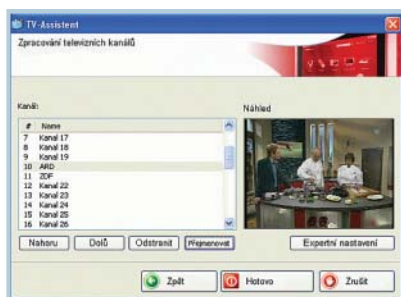 TV-Assistent
Zpracování televizních kanálů
Kanál:
Náhled
# Name
7 Kanal 17
8 Kanal 18
9 Kanal 19
10 ARD
11 ZDF
12 Kanal 22
13 Kanal 23
14 Kanal 24
15 Kanal 25
16 Kanal 26
Nahoru Dolů Odstranit Přejmenovat Expertní nastavení
Zpět Hotovo Zrušit